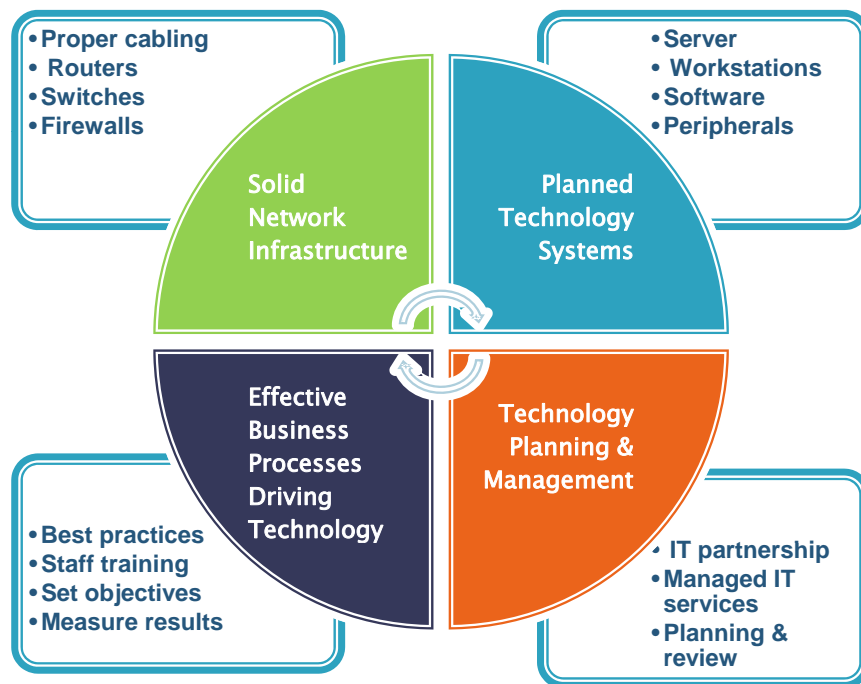 • Proper cabling
• Routers
• Switches
• Firewalls
• Server
• Workstations
• Software
• Peripherals
Solid
Network
Infrastructure
Planned
Technology
Systems
Effective
Business
Processes
Driving
Technology
Technology
Planning &
Management
• Best practices
• Staff training
• Set objectives
• Measure results
• IT partnership
• Managed IT
services
• Planning &
review